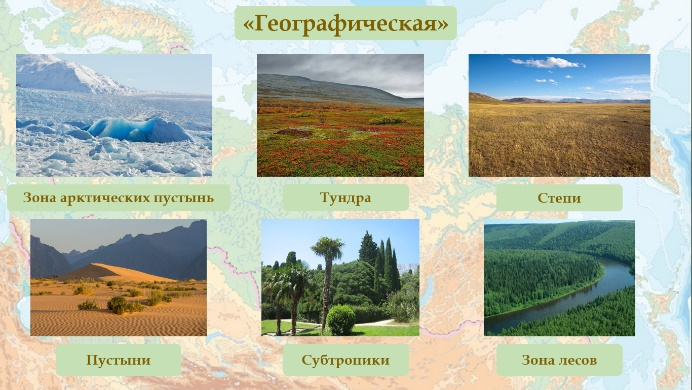 «Географическая»
Зона арктических пустынь
Тундра
Степи
Пустыни
Субтропики
Зона лесов